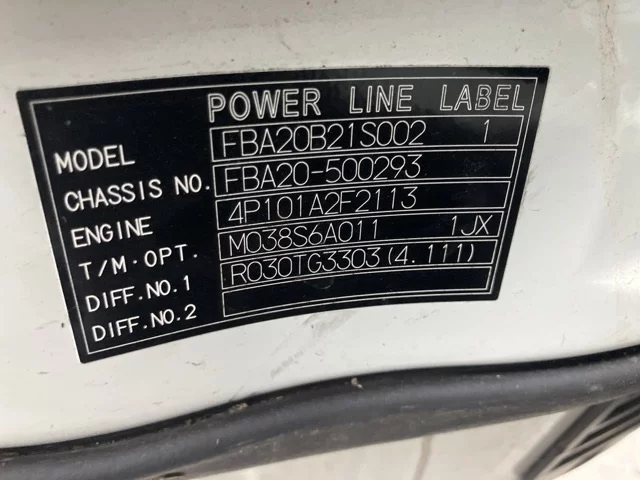 POWER LINE LABEL
MODEL FBA20B21S002 1
CHASSIS NO. FBA20-500293
ENGINE 4P101A2F2113
T/M·OPT. M038S6A011 1JX
DIFF.NO.1 R030TG3303(4.111)
DIFF.NO.2